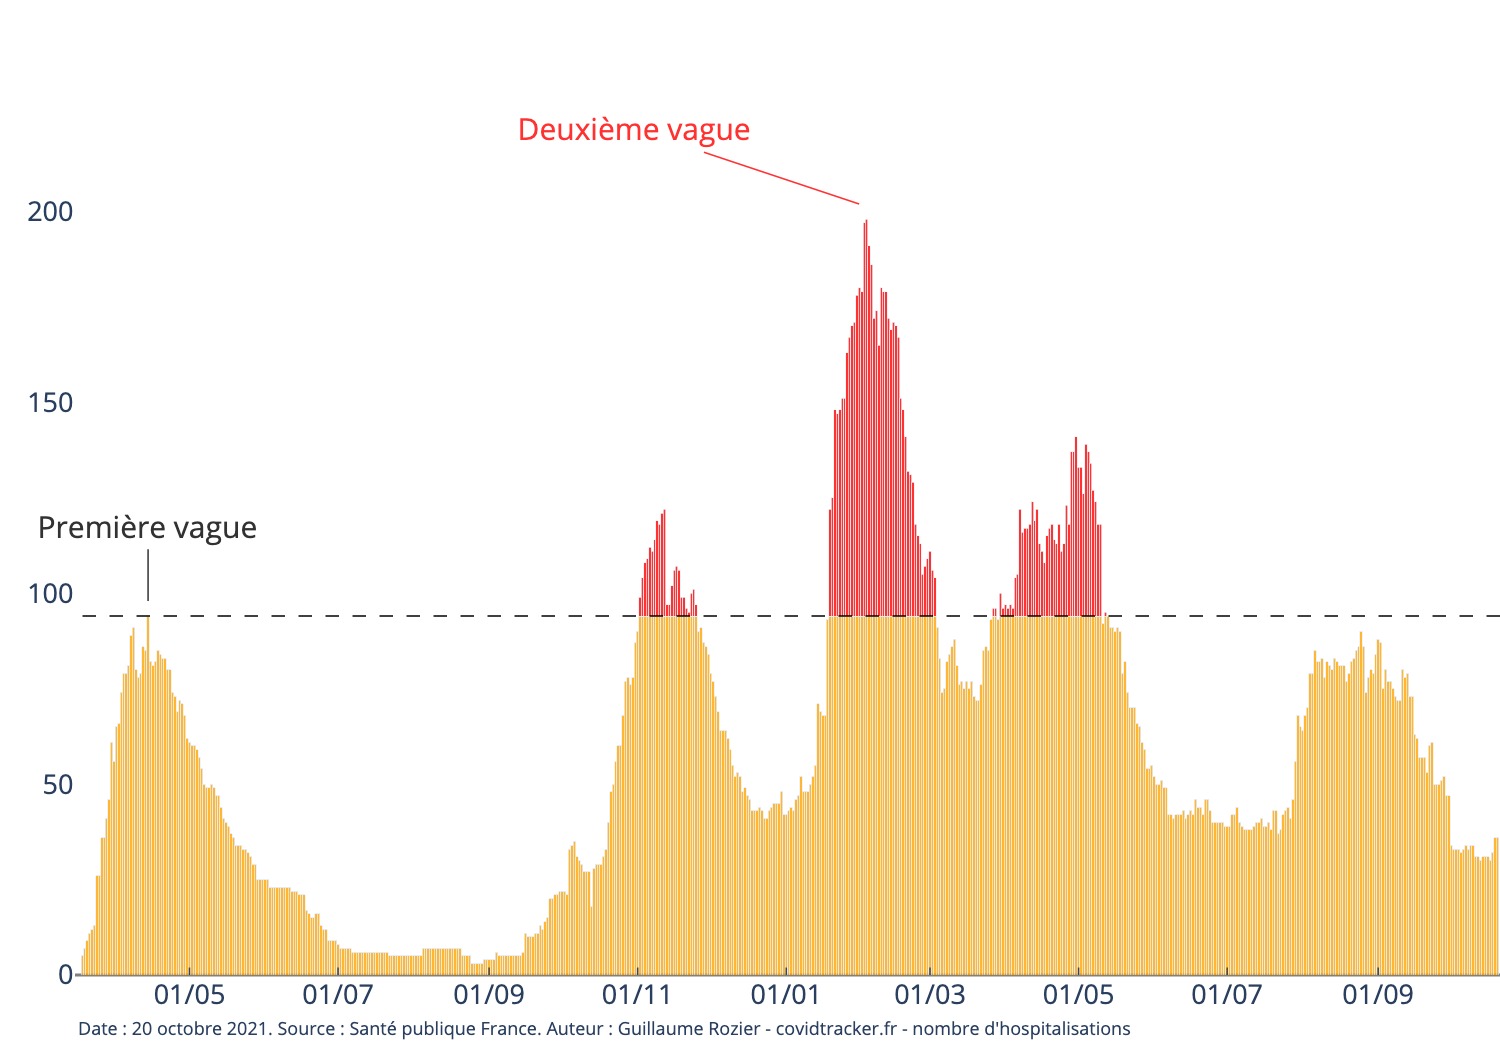 Deuxième vague
200
150
Première vague
100
50
0
01/05 01/07 01/09 01/11 01/01 01/03 01/05 01/07 01/09
Date : 20 octobre 2021. Source : Santé publique France. Auteur : Guillaume Rozier - covidtracker.fr - nombre d'hospitalisations